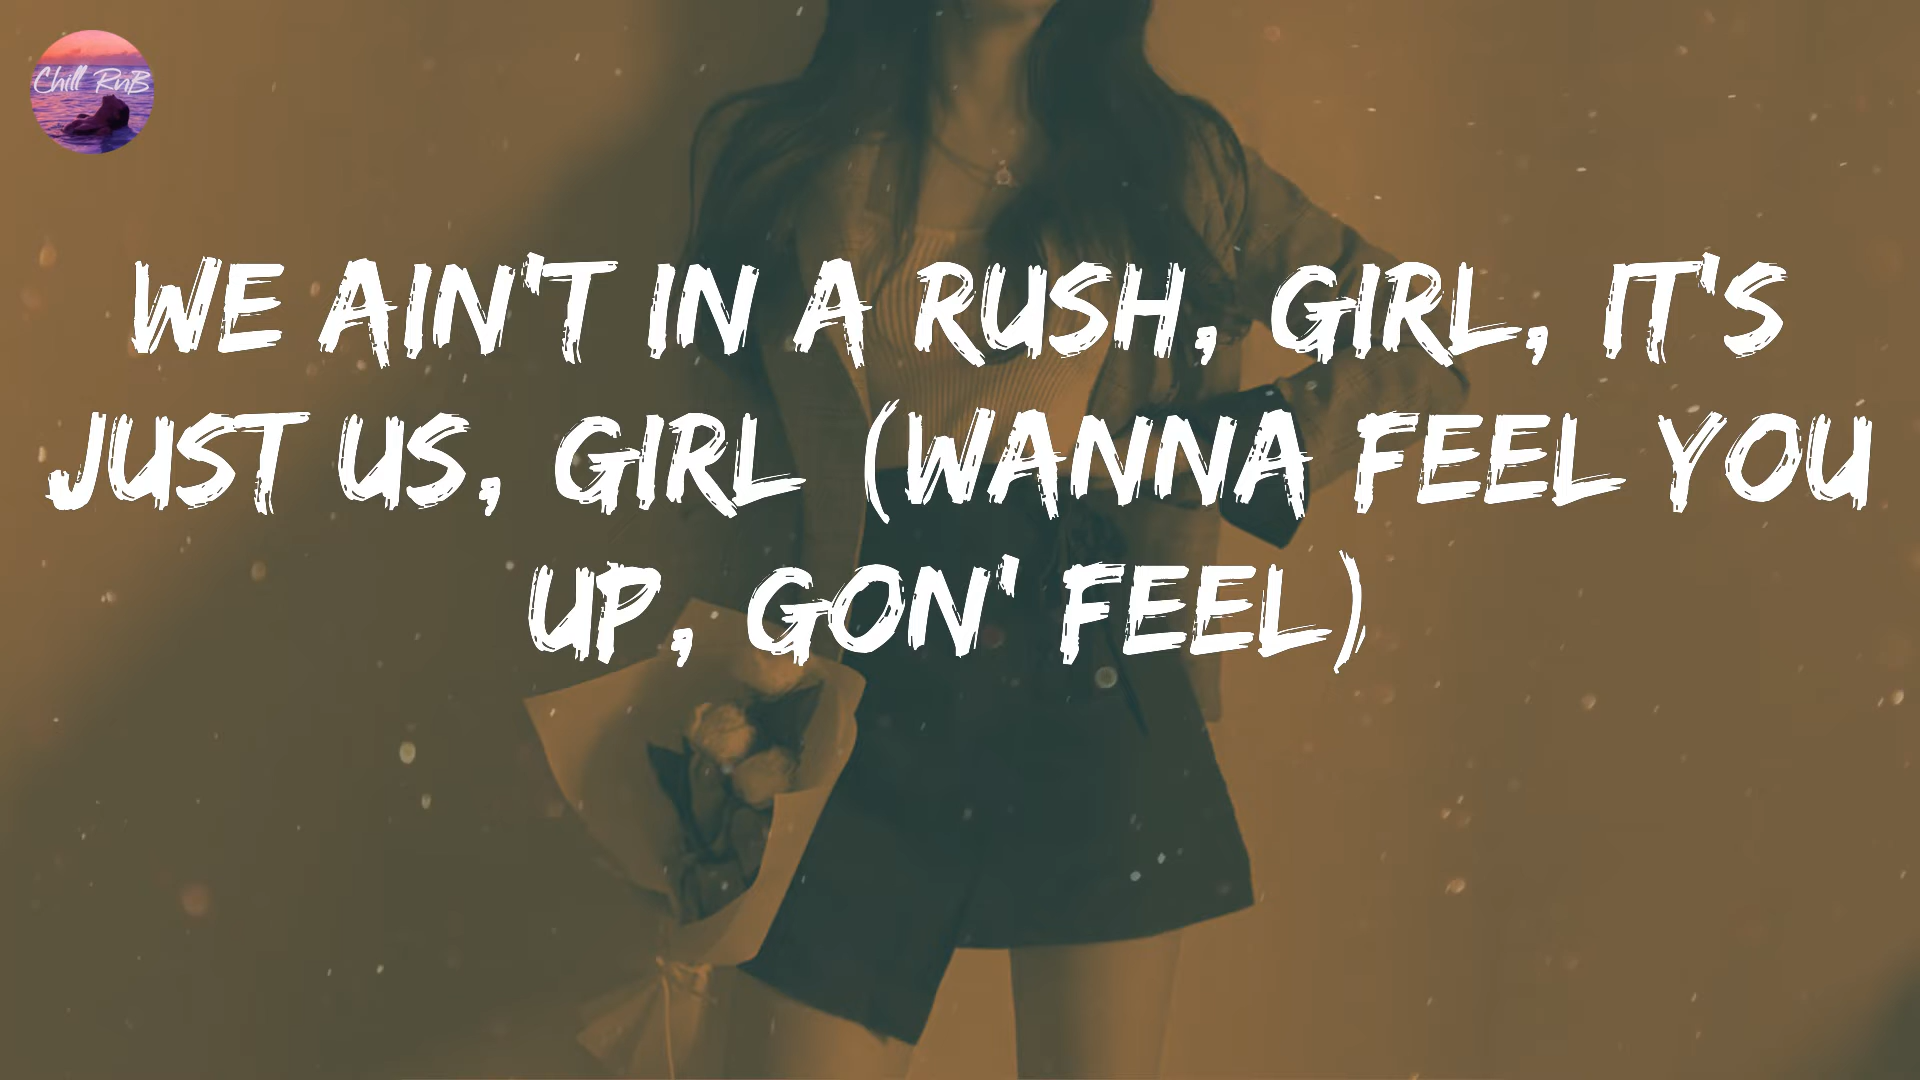 Chill RnB
WE AIN'T IN A RUSH, GIRL, IT'S
JUST US, GIRL (WANNA FEEL YOU
UP, GON' FEEL)